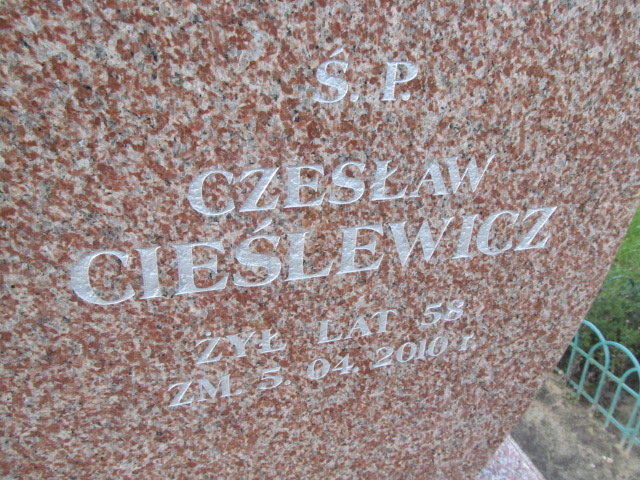 Ś. P.
CZESŁAW
CIEŚLEWICZ
ŻYŁ LAT 58
ZM. 5. 04. 2010 r.